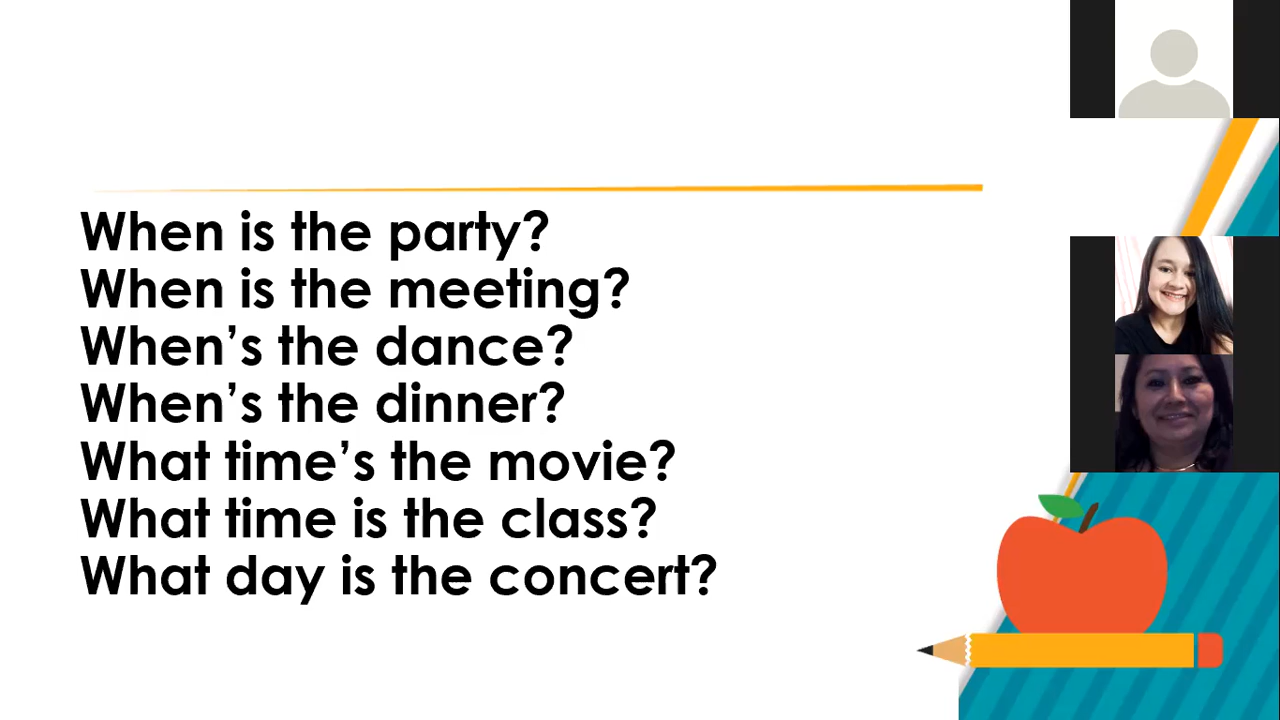 When is the party?
When is the meeting?
When’s the dance?
When’s the dinner?
What time’s the movie?
What time is the class?
What day is the concert?